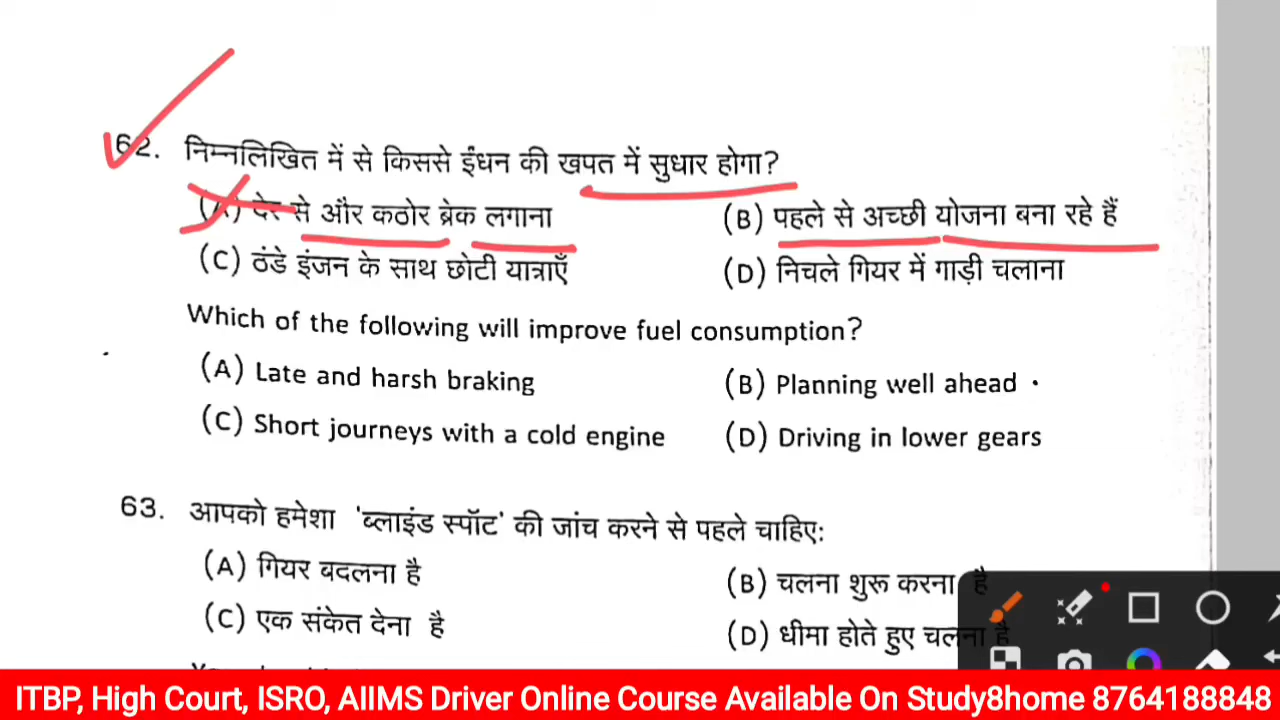 62. निम्नलिखित में से किससे ईंधन की खपत में सुधार होगा?
(A) देर से और कठोर ब्रेक लगाना (B) पहले से अच्छी योजना बना रहे हैं
(C) ठंडे इंजन के साथ छोटी यात्राएँ (D) निचले गियर में गाड़ी चलाना
Which of the following will improve fuel consumption?
(A) Late and harsh braking (B) Planning well ahead
(C) Short journeys with a cold engine (D) Driving in lower gears
63. आपको हमेशा 'ब्लाइंड स्पॉट' की जांच करने से पहले चाहिए:
(A) गियर बदलना है (B) चलना शुरू करना है
(C) एक संकेत देना है (D) धीमा होते हुए चलना है
ITBP, High Court, ISRO, AIIMS Driver Online Course Available On Study8home 8764188848